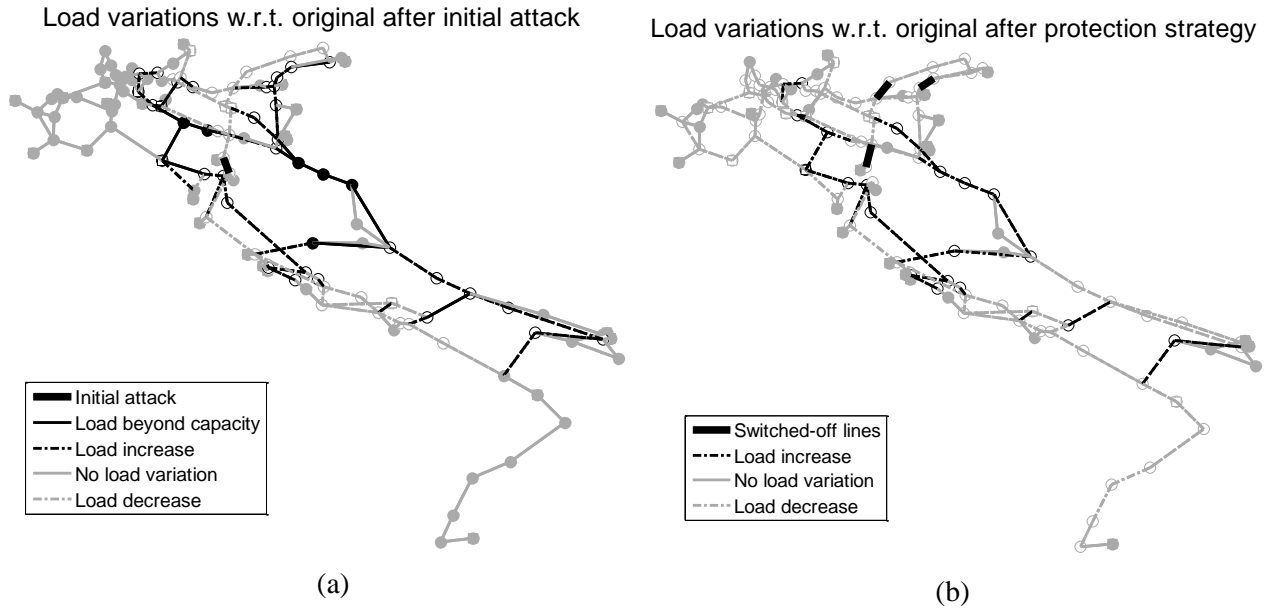 Load variations w.r.t. original after initial attack
Initial attack
Load beyond capacity
Load increase
No load variation
Load decrease
(a)
Load variations w.r.t. original after protection strategy
Switched-off lines
Load increase
No load variation
Load decrease
(b)